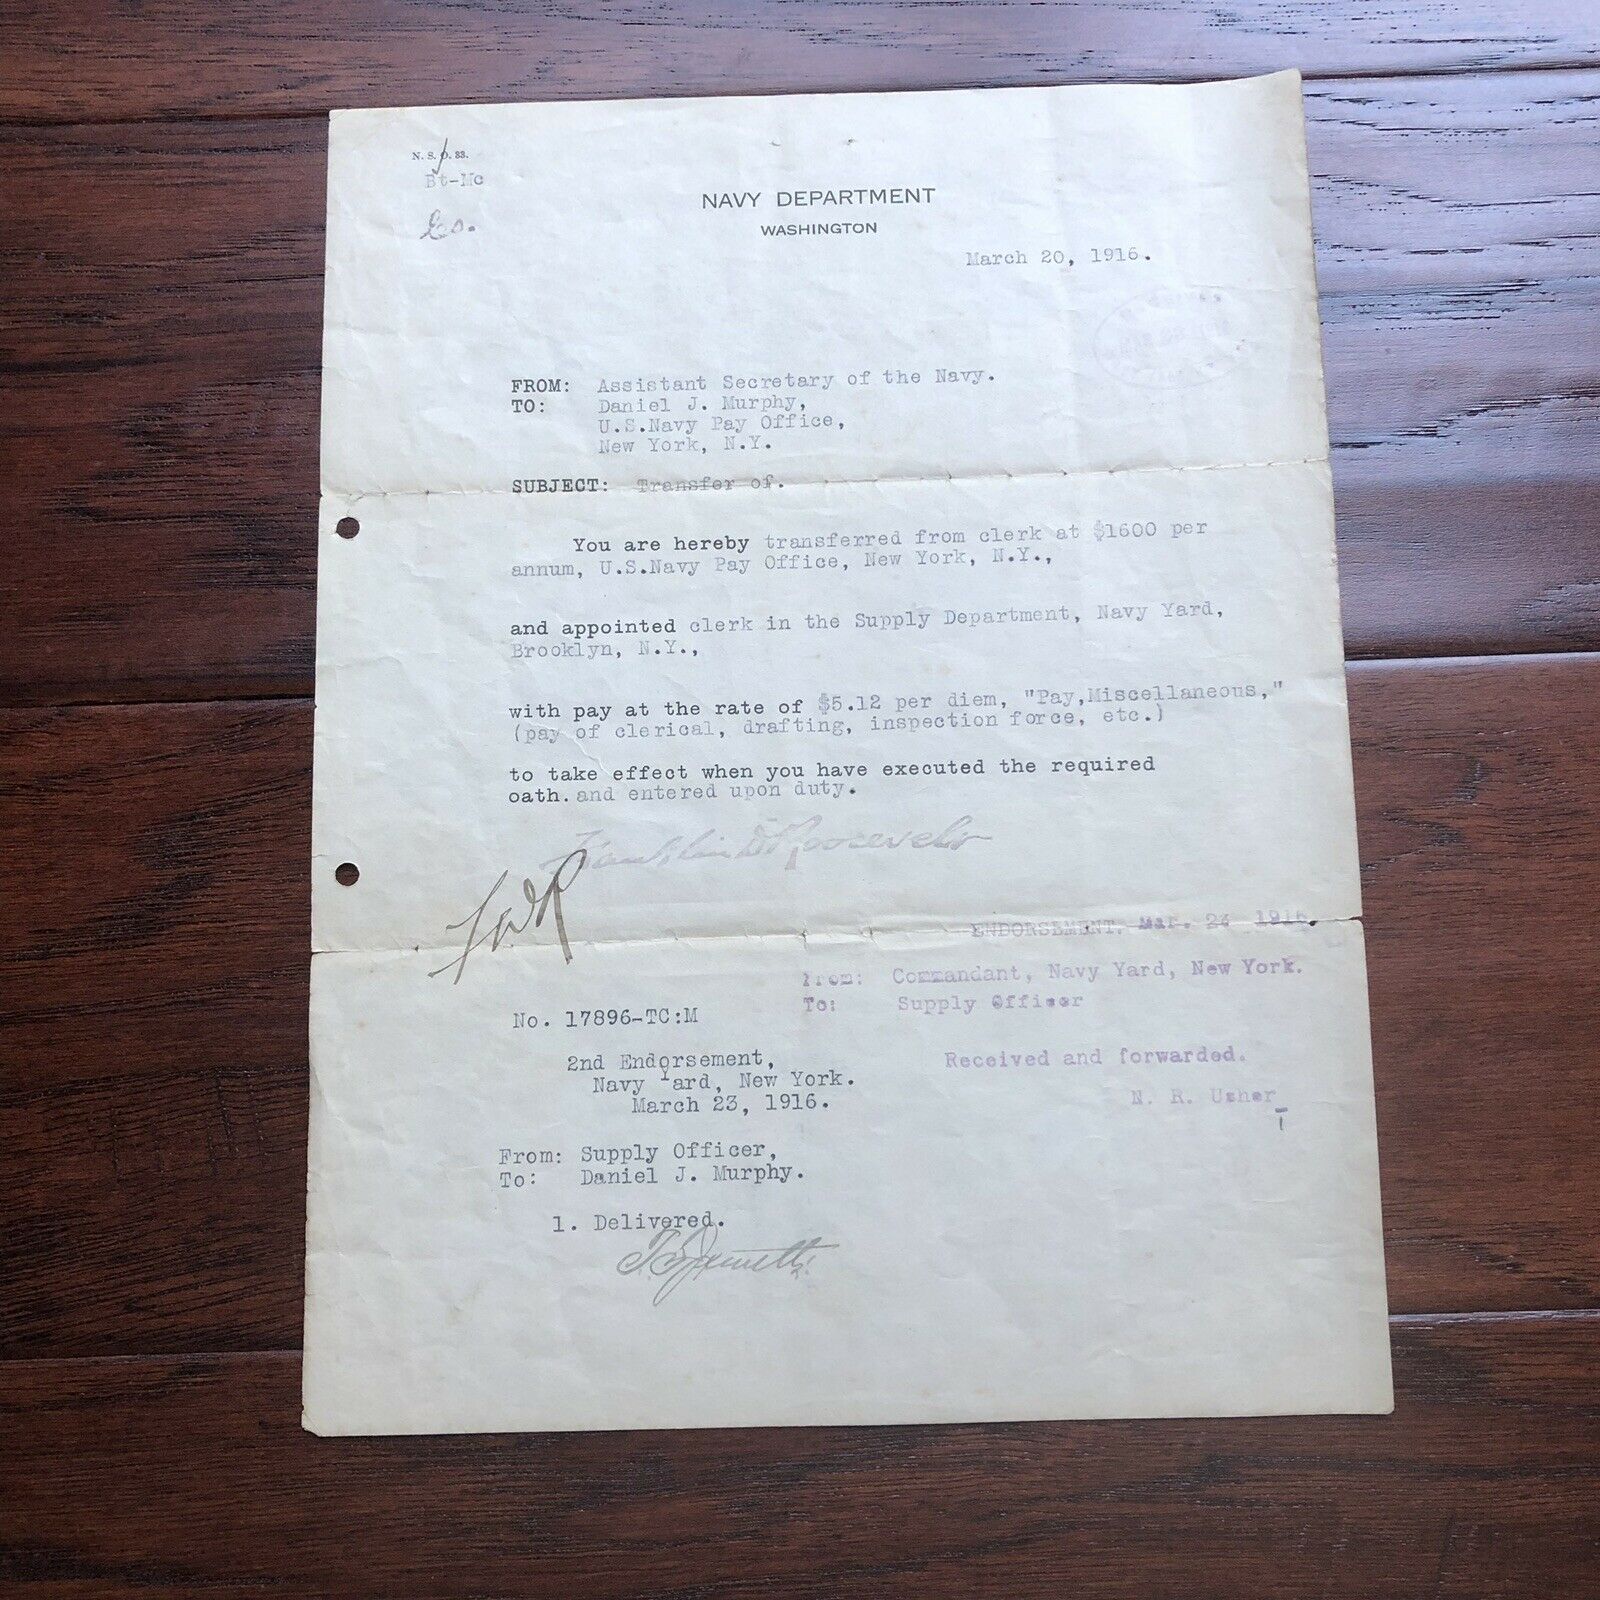 N. S. O. 33.
Bt-Mc
NAVY DEPARTMENT
WASHINGTON
March 20, 1916.
FROM: Assistant Secretary of the Navy.
TO: Daniel J. Murphy,
U.S.Navy Pay Office,
New York, N.Y.
SUBJECT: Transfer of.
You are hereby transferred from clerk at $1600 per
annum, U.S.Navy Pay Office, New York, N.Y.,
and appointed clerk in the Supply Department, Navy Yard,
Brooklyn, N.Y.,
with pay at the rate of $5.12 per diem, "Pay,Miscellaneous,"
(pay of clerical, drafting, inspection force, etc.)
to take effect when you have executed the required
oath. and entered upon duty.
Franklin D Roosevelt
FDR
ENDORSEMENT. Mar. 23 1916.
From: Commandant, Navy Yard, New York.
To: Supply Officer
Received and forwarded.
N. R. Usher
No. 17896-TC:M
2nd Endorsement,
Navy Yard, New York.
March 23, 1916.
From: Supply Officer,
To: Daniel J. Murphy.
1. Delivered.